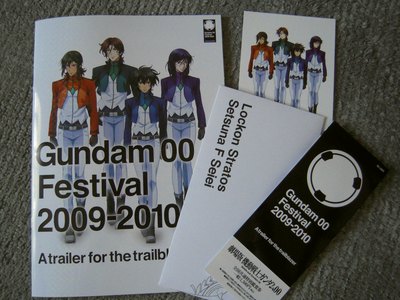 Gundam 00
Festival
2009-2010
A trailer for the trailbl
Lockon Stratos
Setsuna F Seiei
Gundam 00
Festival
2009-2010
A trailer for the trailblazer
劇場版 機動戦士ガンダム00